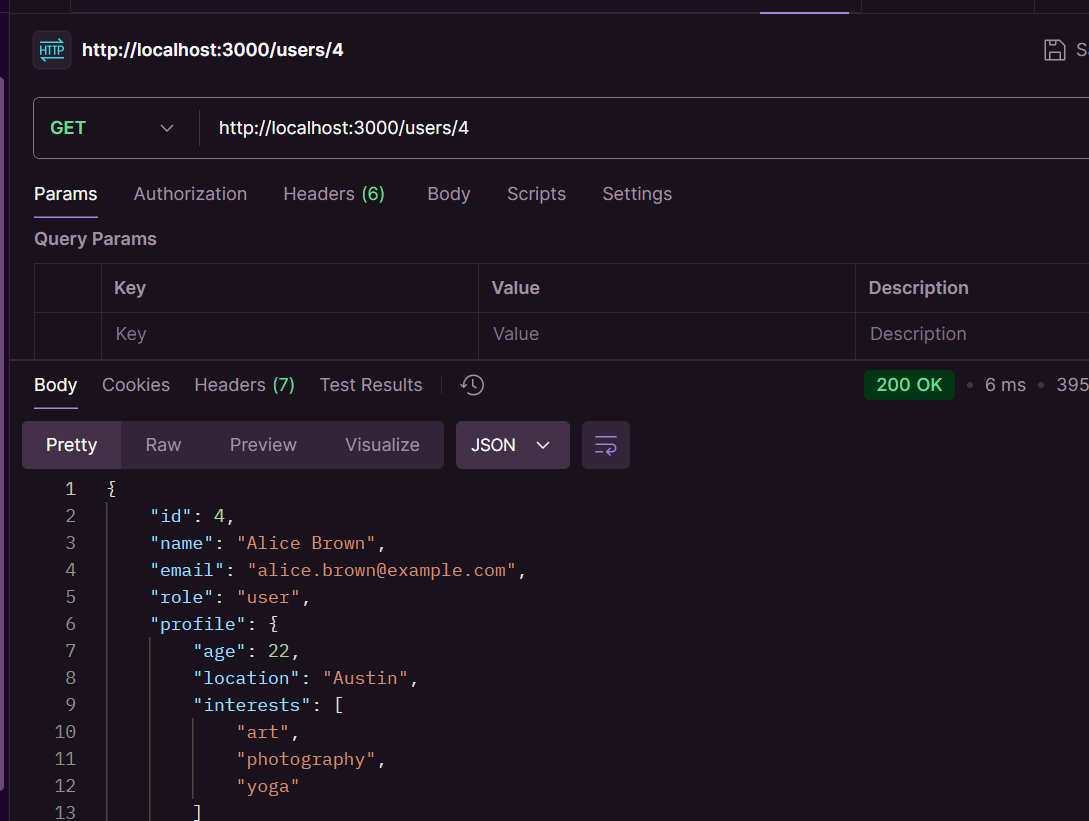 HTTP http://localhost:3000/users/4
GET http://localhost:3000/users/4
Params Authorization Headers (6) Body Scripts Settings
Query Params
Key Value Description
Key Value Description
Body Cookies Headers (7) Test Results 200 OK • 6 ms • 395
Pretty Raw Preview Visualize JSON
1 {
2 "id": 4,
3 "name": "Alice Brown",
4 "email": "alice.brown@example.com",
5 "role": "user",
6 "profile": {
7 "age": 22,
8 "location": "Austin",
9 "interests": [
10 "art",
11 "photography",
12 "yoga"
13 ]